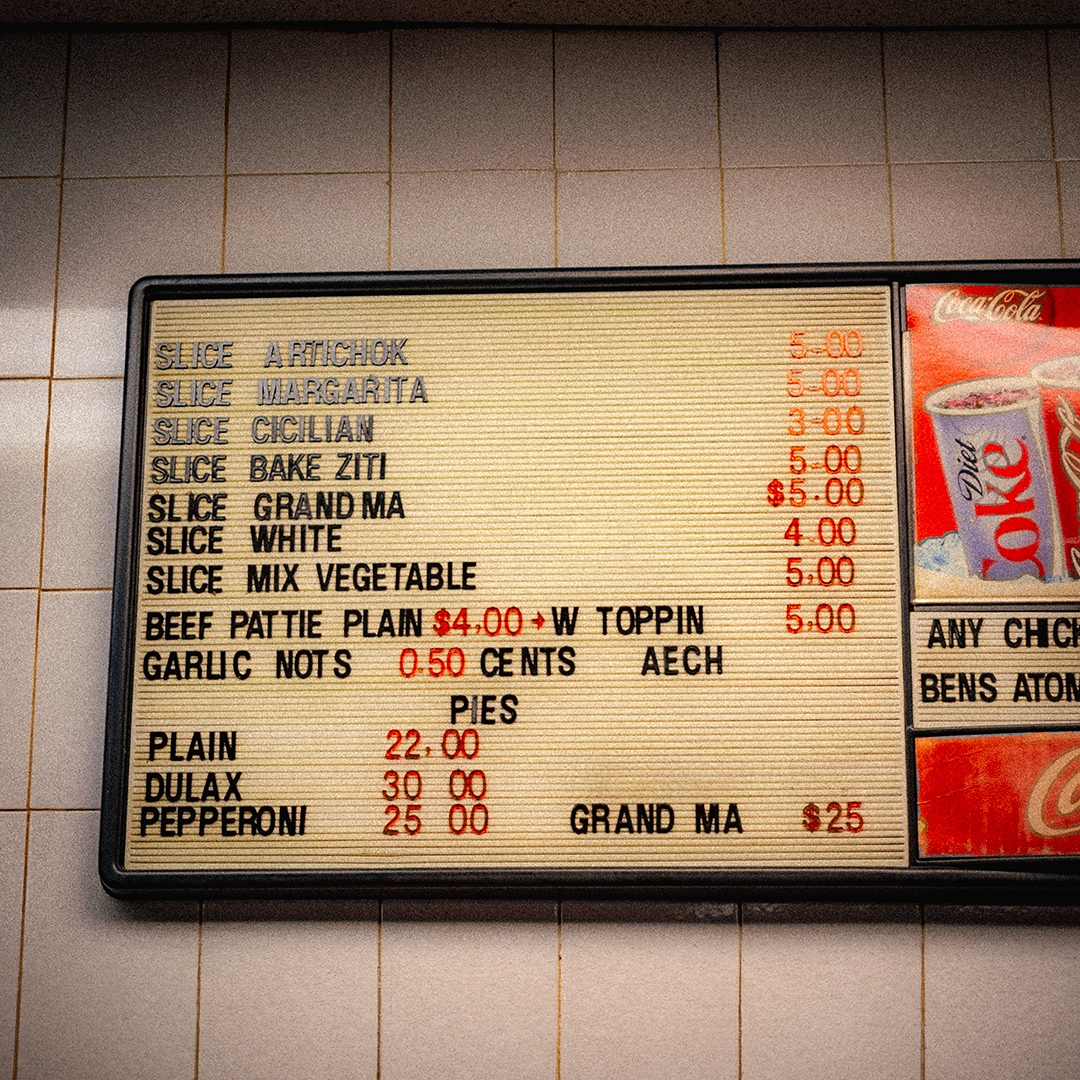 SLICE ARTICHOK 5.00
SLICE MARGARITA 5.00
SLICE CICILIAN 3.00
SLICE BAKE ZITI 5.00
SLICE GRAND MA $5.00
SLICE WHITE 4.00
SLICE MIX VEGETABLE 5,00
BEEF PATTIE PLAIN $4,00 → W TOPPIN 5,00
GARLIC NOTS 0.50 CENTS AECH
PIES
PLAIN 22,00
DULAX 30 00
PEPPERONI 25 00 GRAND MA $25
Coca-Cola
Diet
Coke
ANY CHICK
BENS ATOM